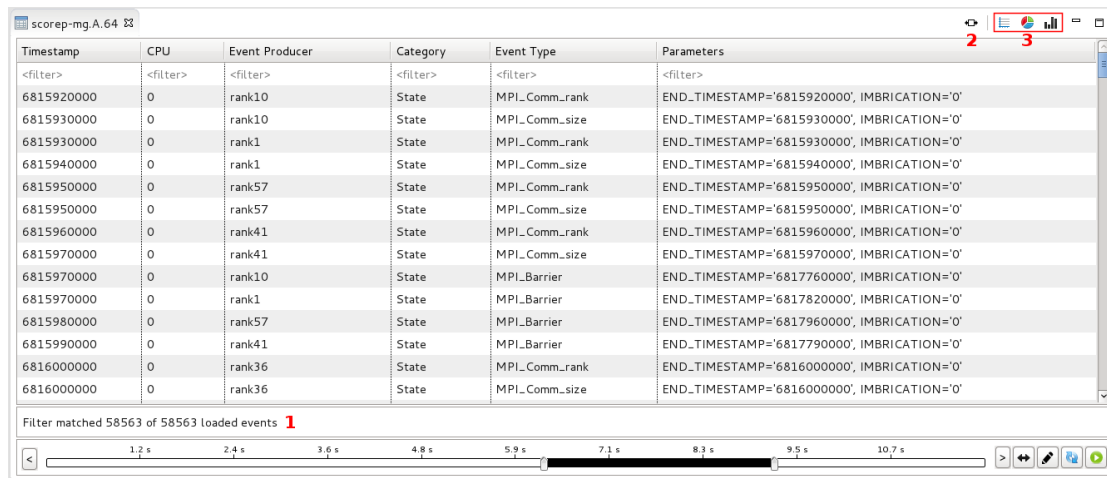 scorep-mg.A.64
2 3
Timestamp CPU Event Producer Category Event Type Parameters
<filter> <filter> <filter> <filter> <filter> <filter>
6815920000 0 rank10 State MPI_Comm_rank END_TIMESTAMP='6815920000', IMBRICATION='0'
6815930000 0 rank10 State MPI_Comm_size END_TIMESTAMP='6815930000', IMBRICATION='0'
6815930000 0 rank1 State MPI_Comm_rank END_TIMESTAMP='6815930000', IMBRICATION='0'
6815940000 0 rank1 State MPI_Comm_size END_TIMESTAMP='6815940000', IMBRICATION='0'
6815950000 0 rank57 State MPI_Comm_rank END_TIMESTAMP='6815950000', IMBRICATION='0'
6815950000 0 rank57 State MPI_Comm_size END_TIMESTAMP='6815950000', IMBRICATION='0'
6815960000 0 rank41 State MPI_Comm_rank END_TIMESTAMP='6815960000', IMBRICATION='0'
6815970000 0 rank41 State MPI_Comm_size END_TIMESTAMP='6815970000', IMBRICATION='0'
6815970000 0 rank10 State MPI_Barrier END_TIMESTAMP='6817760000', IMBRICATION='0'
6815970000 0 rank1 State MPI_Barrier END_TIMESTAMP='6817820000', IMBRICATION='0'
6815980000 0 rank57 State MPI_Barrier END_TIMESTAMP='6817960000', IMBRICATION='0'
6815990000 0 rank41 State MPI_Barrier END_TIMESTAMP='6817790000', IMBRICATION='0'
6816000000 0 rank36 State MPI_Comm_rank END_TIMESTAMP='6816000000', IMBRICATION='0'
6816000000 0 rank36 State MPI_Comm_size END_TIMESTAMP='6816000000', IMBRICATION='0'
Filter matched 58563 of 58563 loaded events 1
1.2 s 2.4 s 3.6 s 4.8 s 5.9 s 7.1 s 8.3 s 9.5 s 10.7 s